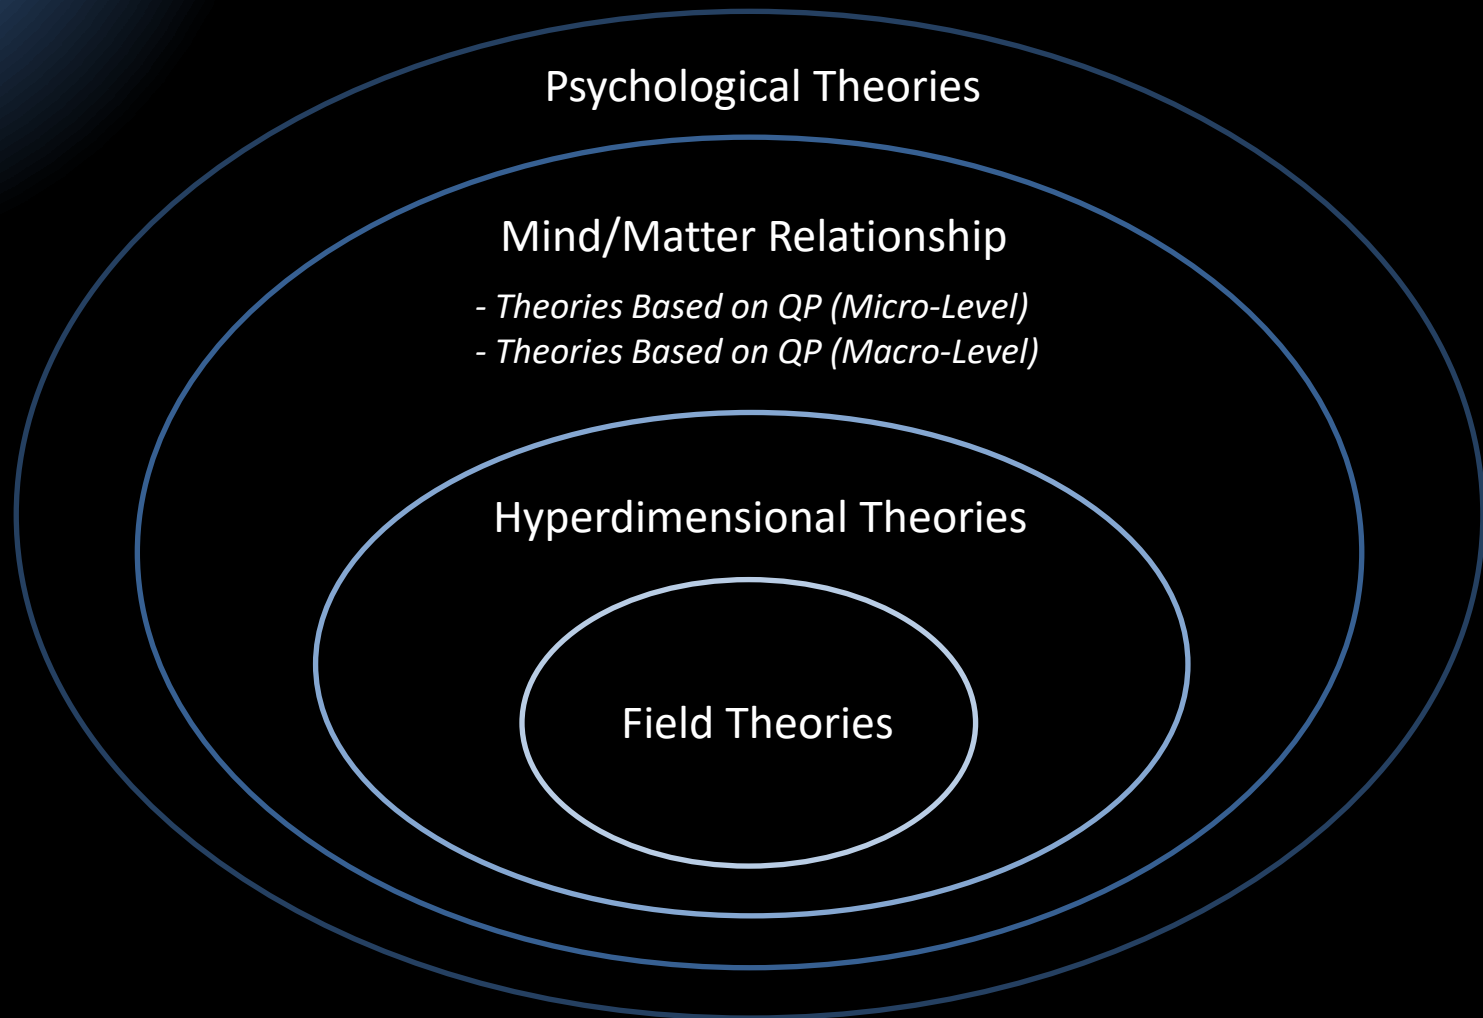 Psychological Theories
Mind/Matter Relationship
- Theories Based on QP (Micro-Level)
- Theories Based on QP (Macro-Level)
Hyperdimensional Theories
Field Theories